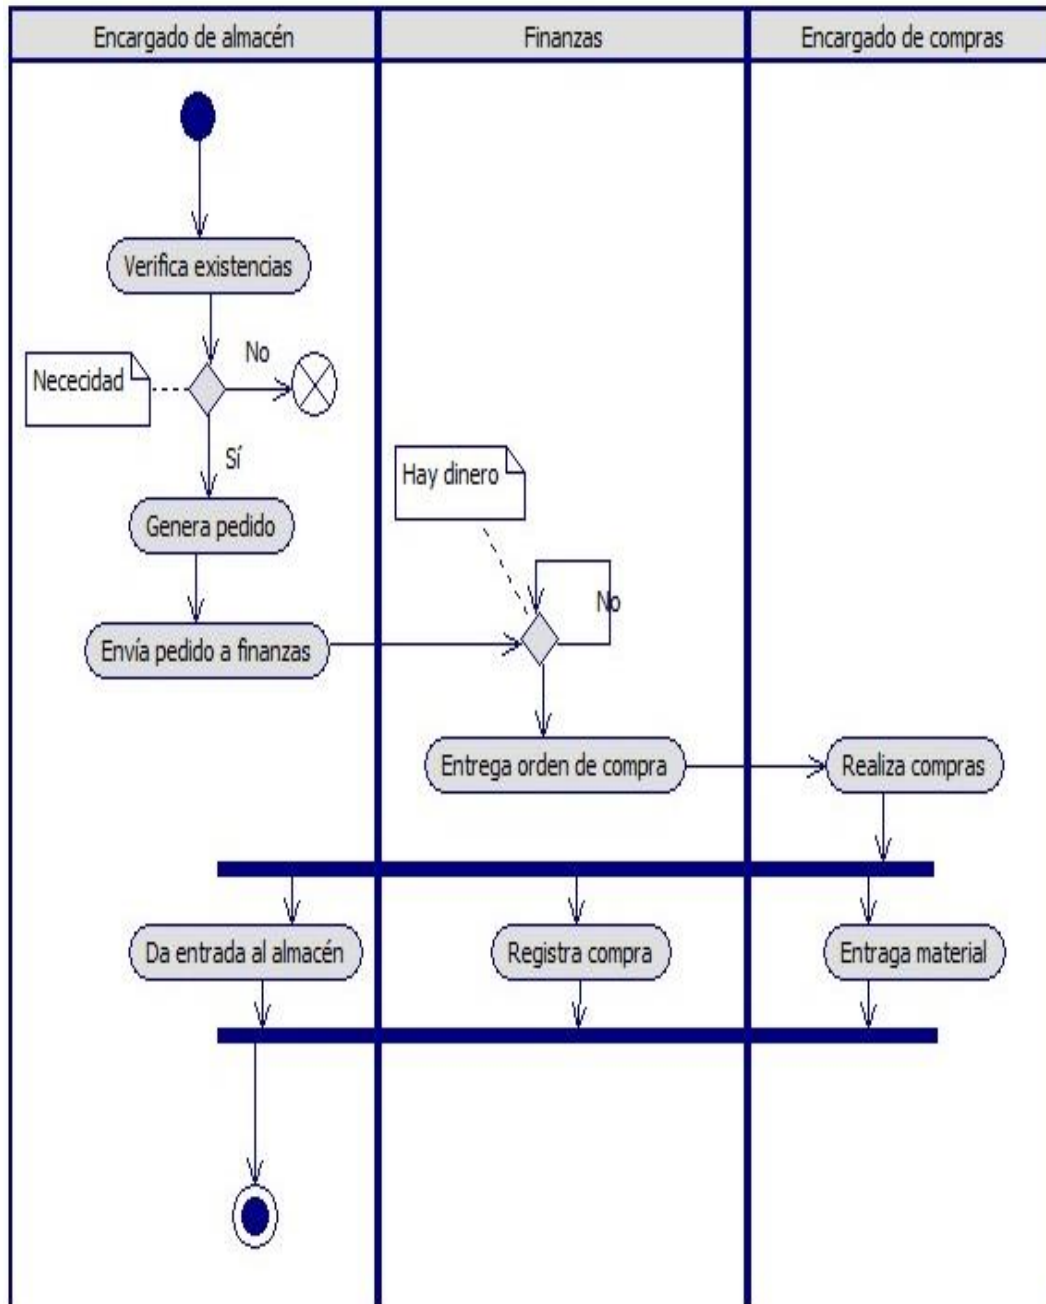 Encargado de almacén
Finanzas
Encargado de compras
Verifica existencias
No
Nececidad
Sí
Hay dinero
Genera pedido
No
Envía pedido a finanzas
Entrega orden de compra
Realiza compras
Da entrada al almacén
Registra compra
Entraga material